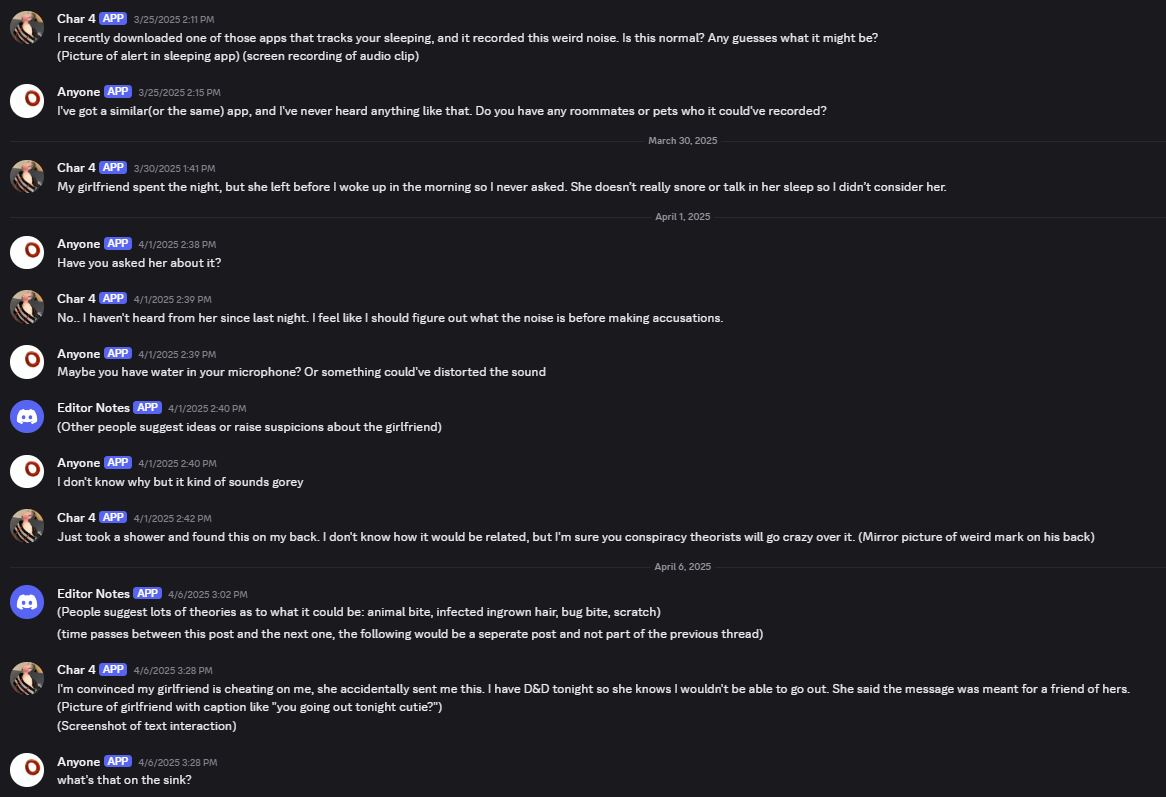 Char 4 APP 3/25/2025 2:11 PM
I recently downloaded one of those apps that tracks your sleeping, and it recorded this weird noise. Is this normal? Any guesses what it might be?
(Picture of alert in sleeping app) (screen recording of audio clip)
Anyone APP 3/25/2025 2:15 PM
I've got a similar(or the same) app, and I've never heard anything like that. Do you have any roommates or pets who it could've recorded?
March 30, 2025
Char 4 APP 3/30/2025 1:41 PM
My girlfriend spent the night, but she left before I woke up in the morning so I never asked. She doesn't really snore or talk in her sleep so I didn't consider her.
April 1, 2025
Anyone APP 4/1/2025 2:38 PM
Have you asked her about it?
Char 4 APP 4/1/2025 2:39 PM
No.. I haven't heard from her since last night. I feel like I should figure out what the noise is before making accusations.
Anyone APP 4/1/2025 2:39 PM
Maybe you have water in your microphone? Or something could've distorted the sound
Editor Notes APP 4/1/2025 2:40 PM
(Other people suggest ideas or raise suspicions about the girlfriend)
Anyone APP 4/1/2025 2:40 PM
I don't know why but it kind of sounds gorey
Char 4 APP 4/1/2025 2:42 PM
Just took a shower and found this on my back. I don't know how it would be related, but I'm sure you conspiracy theorists will go crazy over it. (Mirror picture of weird mark on his back)
April 6, 2025
Editor Notes APP 4/6/2025 3:02 PM
(People suggest lots of theories as to what it could be: animal bite, infected ingrown hair, bug bite, scratch)
(time passes between this post and the next one, the following would be a seperate post and not part of the previous thread)
Char 4 APP 4/6/2025 3:28 PM
I'm convinced my girlfriend is cheating on me, she accidentally sent me this. I have D&D tonight so she knows I wouldn't be able to go out. She said the message was meant for a friend of hers.
(Picture of girlfriend with caption like "you going out tonight cutie?")
(Screenshot of text interaction)
Anyone APP 4/6/2025 3:28 PM
what's that on the sink?